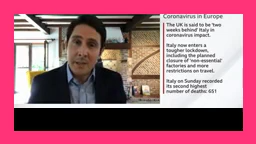 Coronavirus in Europe
The UK is said to be 'two
weeks behind' Italy in
coronavirus impact.
Italy now enters a
tougher lockdown,
including the planned
closure of 'non-essential'
factories and more
restrictions on travel.
Italy on Sunday recorded
its second highest
number of deaths: 651